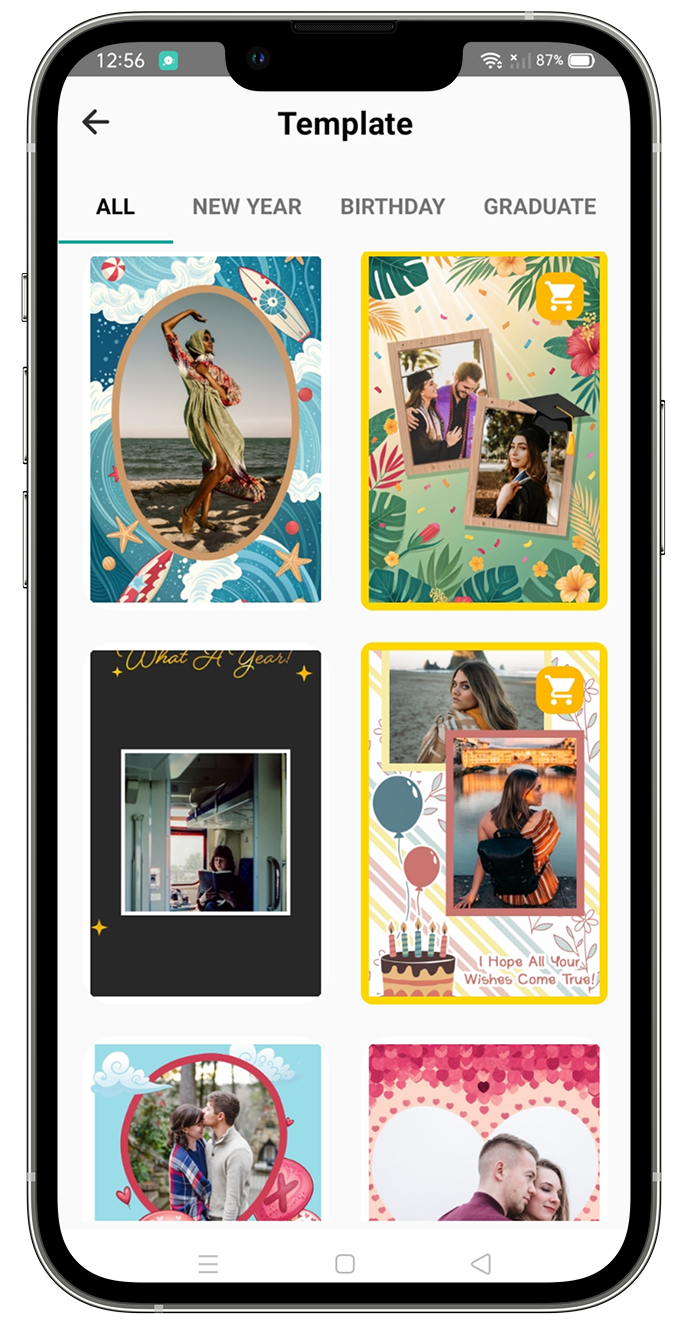 12:56 87%
Template
ALL NEW YEAR BIRTHDAY GRADUATE
What A Year!
I Hope All Your
Wishes Come True!